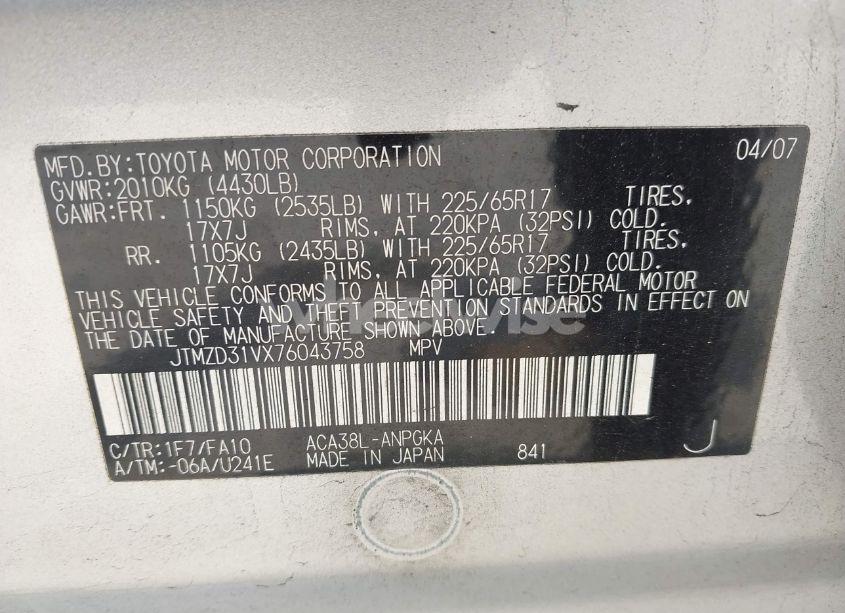 MFD.BY:TOYOTA MOTOR CORPORATION 04/07
GVWR:2010KG (4430LB)
GAWR:FRT. 1150KG (2535LB) WITH 225/65R17 TIRES,
17X7J RIMS, AT 220KPA (32PSI) COLD.
RR. 1105KG (2435LB) WITH 225/65R17 TIRES,
17X7J RIMS, AT 220KPA (32PSI) COLD.
THIS VEHICLE CONFORMS TO ALL APPLICABLE FEDERAL MOTOR
VEHICLE SAFETY AND THEFT PREVENTION STANDARDS IN EFFECT ON
THE DATE OF MANUFACTURE SHOWN ABOVE.
JTMZD31VX76043758 MPV
C/TR:1F7/FA10 ACA38L-ANPGKA J
A/TM:-06A/U241E MADE IN JAPAN 841